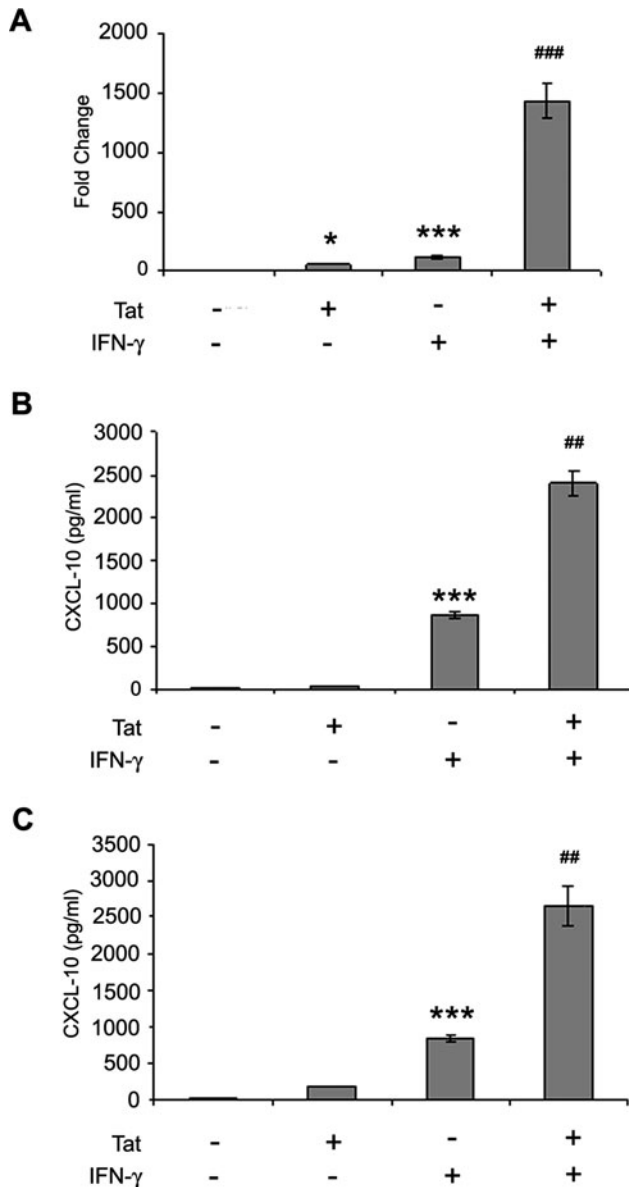 A
Fold Change
2000
1500
1000
500
0
*
***
###
Tat - + - +
IFN-γ - - + +
B
CXCL-10 (pg/ml)
3000
2500
2000
1500
1000
500
0
***
##
Tat - + - +
IFN-γ - - + +
C
CXCL-10 (pg/ml)
3500
3000
2500
2000
1500
1000
500
0
***
##
Tat - + - +
IFN-γ - - + +